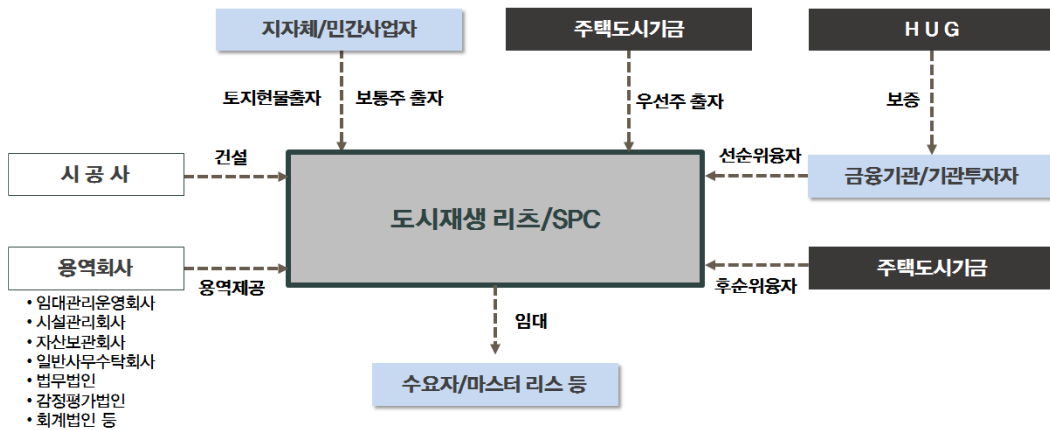 지자체/민간사업자
주택도시기금
H U G
토지현물출자
보통주 출자
우선주 출자
보증
시 공 사
건설
도시재생 리츠/SPC
선순위융자
금융기관/기관투자자
용역회사
용역제공
후순위융자
주택도시기금
• 임대관리운영회사
• 시설관리회사
• 자산보관회사
• 일반사무수탁회사
• 법무법인
• 감정평가법인
• 회계법인 등
임대
수요자/마스터 리스 등